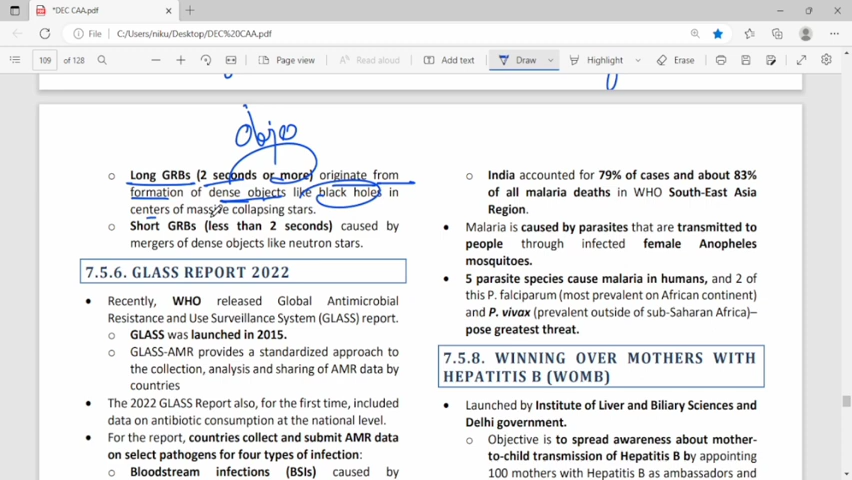 *DEC CAA.pdf
File
C:/Users/niku/Desktop/DEC%20CAA.pdf
109 of 128
Page view
Read aloud
Add text
Draw
Highlight
Erase
objeo
Long GRBs (2 seconds or more) originate from
formation of dense objects like black holes in
centers of massive collapsing stars.
Short GRBs (less than 2 seconds) caused by
mergers of dense objects like neutron stars.
7.5.6. GLASS REPORT 2022
Recently, WHO released Global Antimicrobial
Resistance and Use Surveillance System (GLASS) report.
GLASS was launched in 2015.
GLASS-AMR provides a standardized approach to
the collection, analysis and sharing of AMR data by
countries
The 2022 GLASS Report also, for the first time, included
data on antibiotic consumption at the national level.
For the report, countries collect and submit AMR data
on select pathogens for four types of infection:
Bloodstream infections (BSIs) caused by
India accounted for 79% of cases and about 83%
of all malaria deaths in WHO South-East Asia
Region.
Malaria is caused by parasites that are transmitted to
people through infected female Anopheles
mosquitoes.
5 parasite species cause malaria in humans, and 2 of
this P. falciparum (most prevalent on African continent)
and P. vivax (prevalent outside of sub-Saharan Africa)–
pose greatest threat.
7.5.8. WINNING OVER MOTHERS WITH
HEPATITIS B (WOMB)
Launched by Institute of Liver and Biliary Sciences and
Delhi government.
Objective is to spread awareness about mother-
to-child transmission of Hepatitis B by appointing
100 mothers with Hepatitis B as ambassadors and